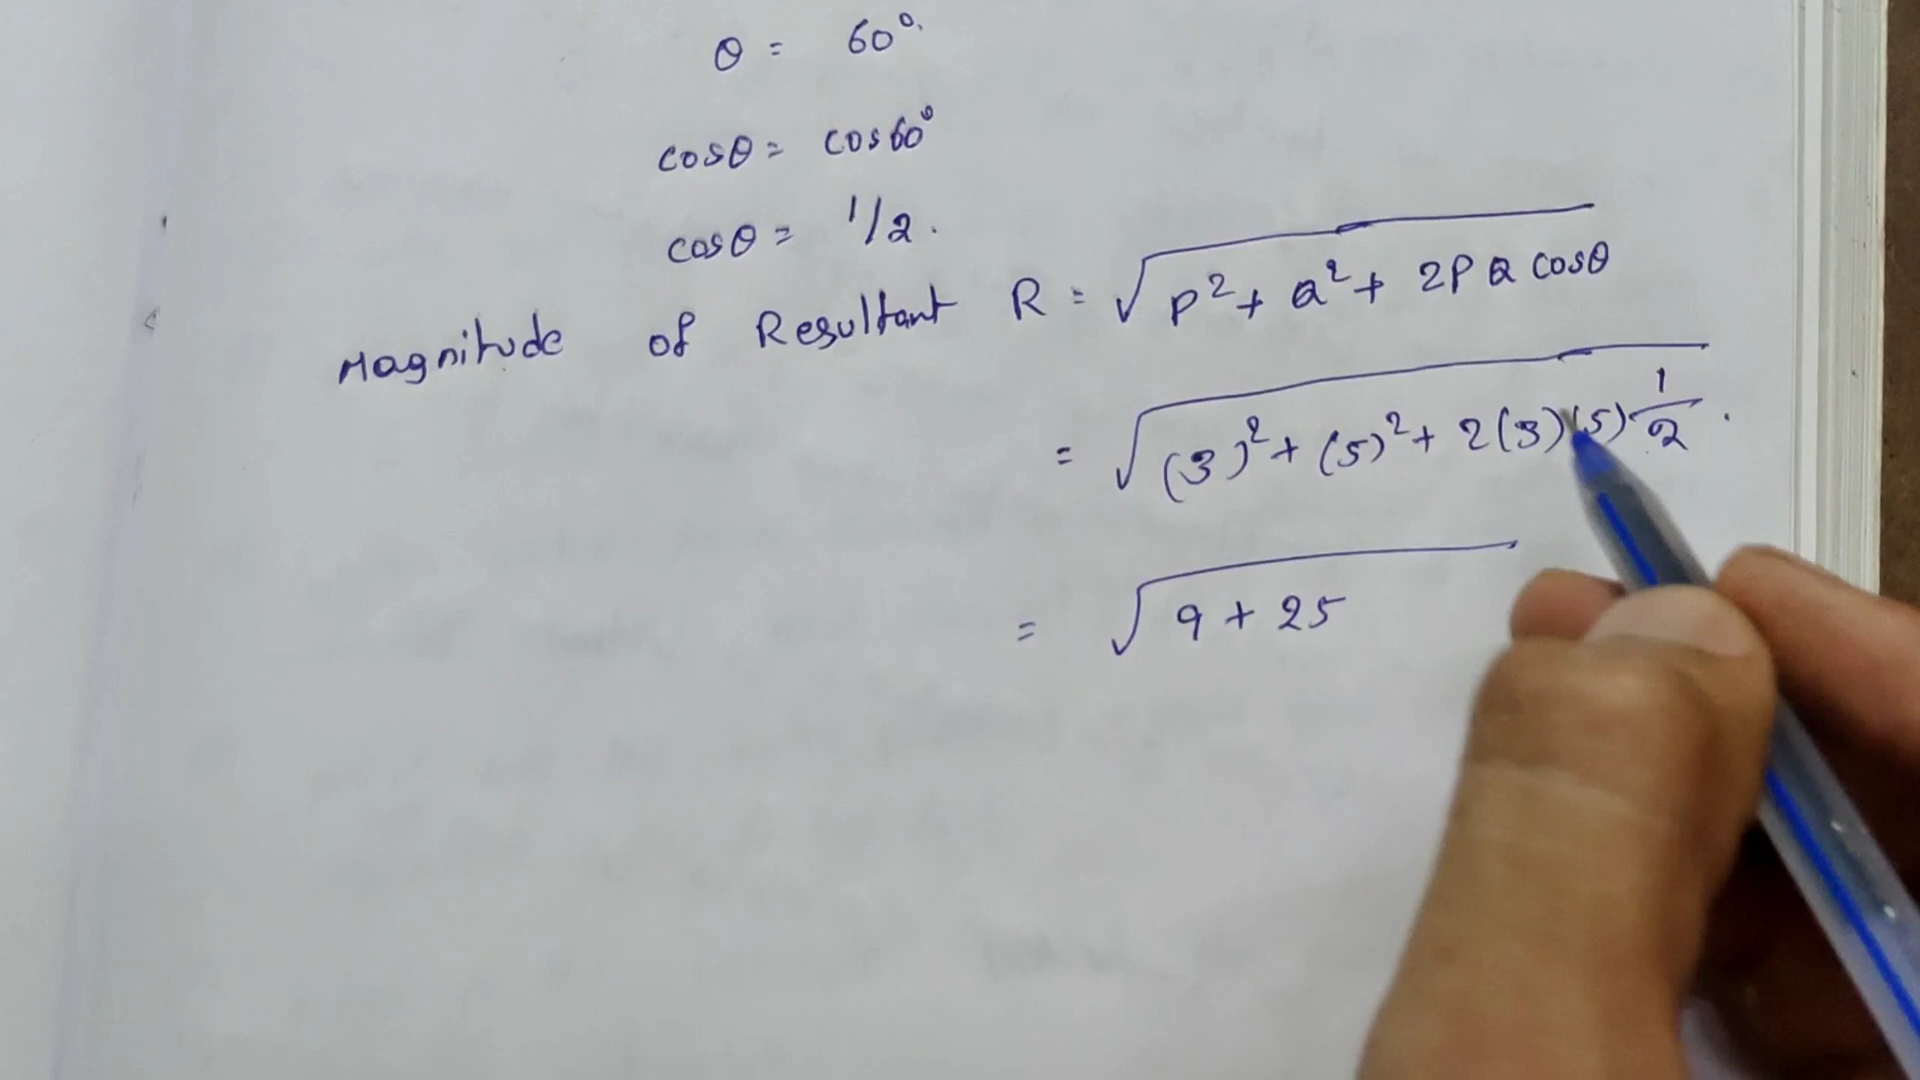 θ = 60°.
cosθ = cos60°
cosθ = 1/2.
Magnitude of Resultant R = √P² + Q² + 2PQ cosθ
= √(3)² + (5)² + 2(3)(5) 1/2 .
= √9 + 25